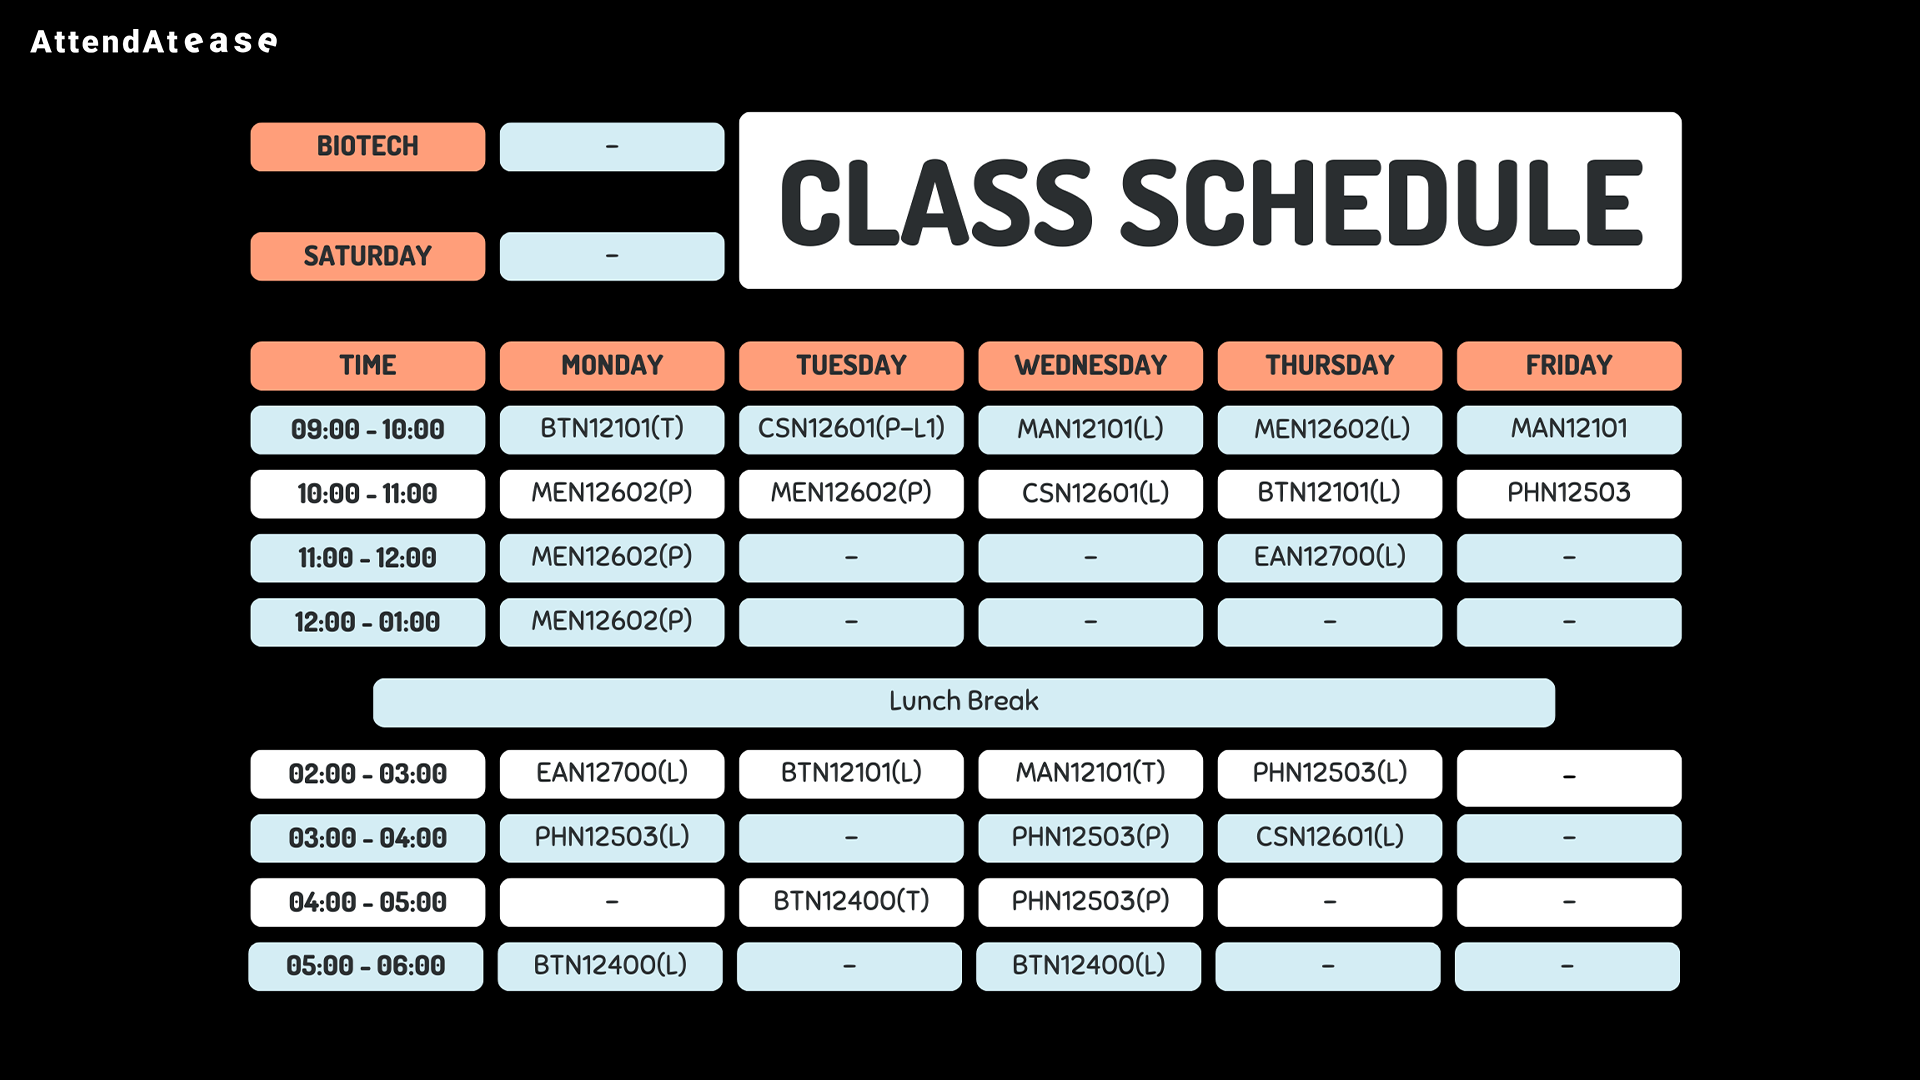 AttendAtease
BIOTECH -
CLASS SCHEDULE
SATURDAY -
TIME MONDAY TUESDAY WEDNESDAY THURSDAY FRIDAY
09:00 - 10:00 BTN12101(T) CSN12601(P-L1) MAN12101(L) MEN12602(L) MAN12101
10:00 - 11:00 MEN12602(P) MEN12602(P) CSN12601(L) BTN12101(L) PHN12503
11:00 - 12:00 MEN12602(P) - - EAN12700(L) -
12:00 - 01:00 MEN12602(P) - - - -
Lunch Break
02:00 - 03:00 EAN12700(L) BTN12101(L) MAN12101(T) PHN12503(L) -
03:00 - 04:00 PHN12503(L) - PHN12503(P) CSN12601(L) -
04:00 - 05:00 - BTN12400(T) PHN12503(P) - -
05:00 - 06:00 BTN12400(L) - BTN12400(L) - -